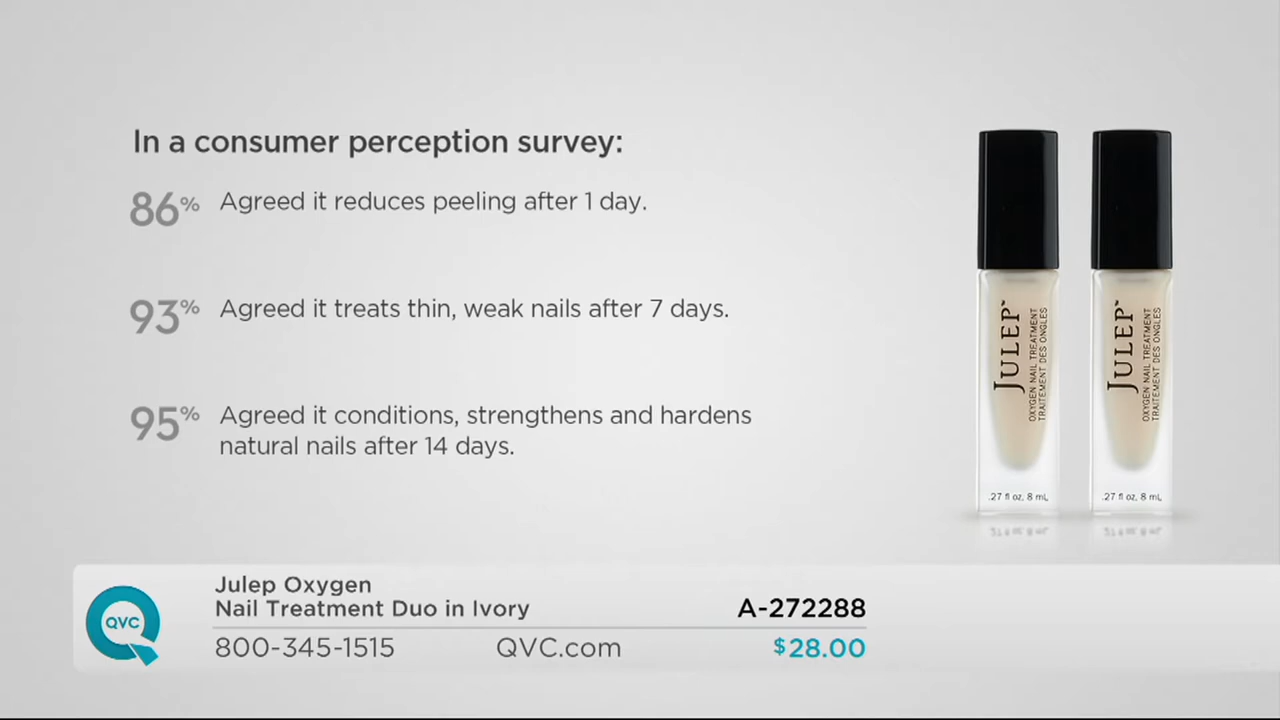 In a consumer perception survey:
86% Agreed it reduces peeling after 1 day.
93% Agreed it treats thin, weak nails after 7 days.
95% Agreed it conditions, strengthens and hardens
natural nails after 14 days.
JULEP™
OXYGEN NAIL TREATMENT
TRAITEMENT DES ONGLES
.27 fl oz, 8 mL
JULEP™
OXYGEN NAIL TREATMENT
TRAITEMENT DES ONGLES
.27 fl oz, 8 mL
QVC
Julep Oxygen
Nail Treatment Duo in Ivory
A-272288
800-345-1515
QVC.com
$28.00